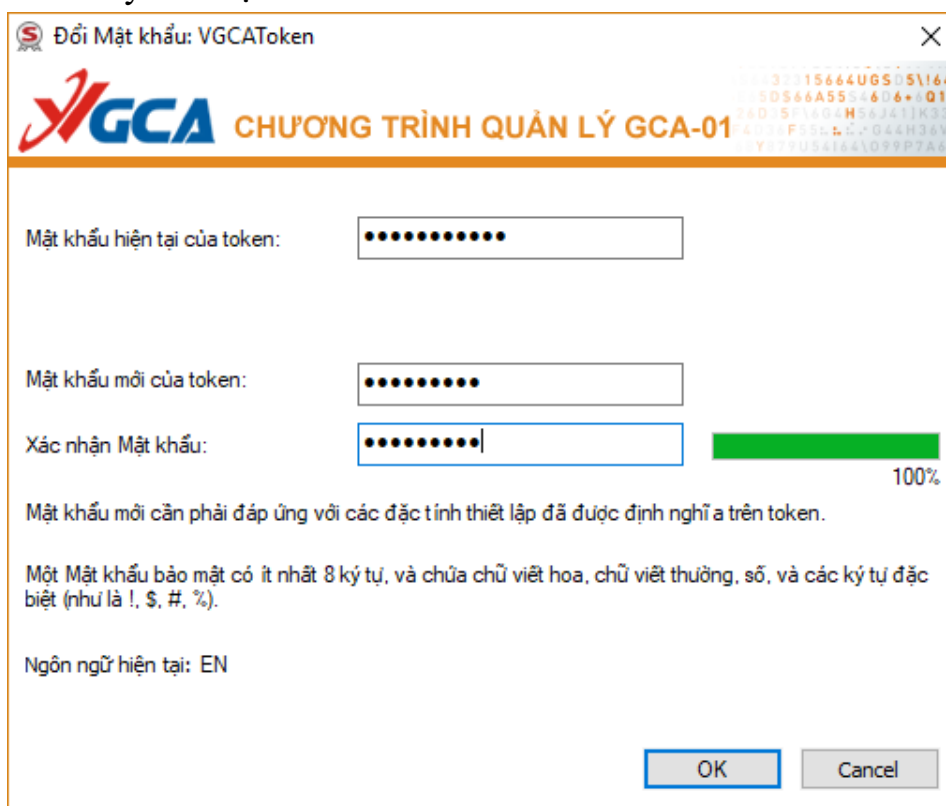 Đổi Mật khẩu: VGCAToken
VGCA CHƯƠNG TRÌNH QUẢN LÝ GCA-01
Mật khẩu hiện tại của token: •••••••••••
Mật khẩu mới của token: •••••••••
Xác nhận Mật khẩu: •••••••••
100%
Mật khẩu mới cần phải đáp ứng với các đặc tính thiết lập đã được định nghĩa trên token.
Một Mật khẩu bảo mật có ít nhất 8 ký tự, và chứa chữ viết hoa, chữ viết thường, số, và các ký tự đặc
biệt (như là !, $, #, %).
Ngôn ngữ hiện tại: EN
OK Cancel